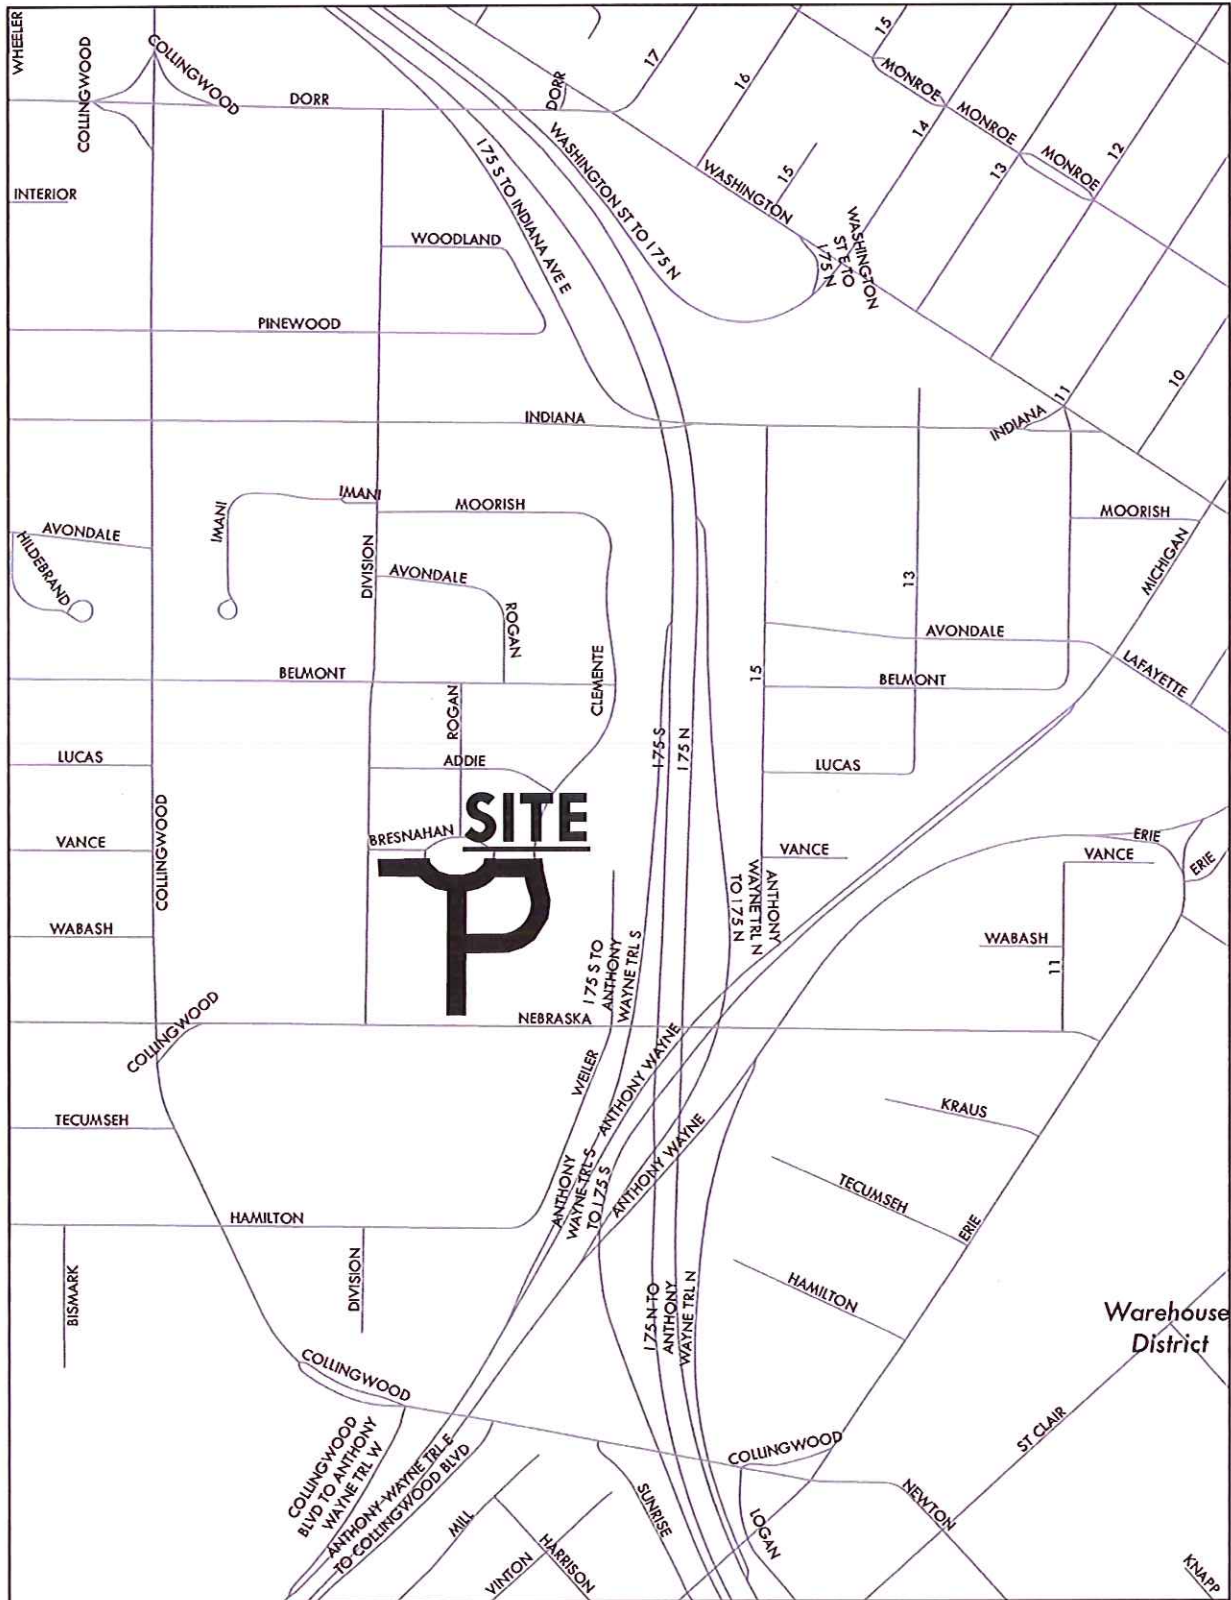 WHEELER
COLLINGWOOD
COLLINGWOOD
DORR
DORR
17
16
15
15
MONROE
MONROE
MONROE
14
13
12
INTERIOR
175 S TO INDIANA AVE E
WASHINGTON ST TO 175 N
WASHINGTON
WASHINGTON
ST E TO
175 N
WOODLAND
PINEWOOD
INDIANA
INDIANA
11
10
IMANI
IMANI
MOORISH
MOORISH
AVONDALE
HILDEBRAND
DIVISION
AVONDALE
ROGAN
CLEMENTE
13
MICHIGAN
AVONDALE
LAFAYETTE
BELMONT
ROGAN
15
BELMONT
175 S
175 N
LUCAS
ADDIE
LUCAS
COLLINGWOOD
SITE
BRESNAHAN
VANCE
VANCE
ERIE
VANCE
ERIE
WABASH
ANTHONY
WAYNE TRL N
TO 175 N
WABASH
11
175 S TO
ANTHONY
WAYNE TRL S
NEBRASKA
COLLINGWOOD
WEILER
ANTHONY WAYNE
ANTHONY WAYNE
KRAUS
TECUMSEH
TECUMSEH
ERIE
ANTHONY
WAYNE TRL S
TO 175 S
HAMILTON
BISMARK
DIVISION
HAMILTON
175 N TO
ANTHONY
WAYNE TRL N
Warehouse
District
COLLINGWOOD
COLLINGWOOD
BLVD TO ANTHONY
WAYNE TRL W
ANTHONY WAYNE TRL E
TO COLLINGWOOD BLVD
COLLINGWOOD
ST CLAIR
MILL
VINTON
HARRISON
SUNRISE
LOGAN
NEWTON
KNAPP